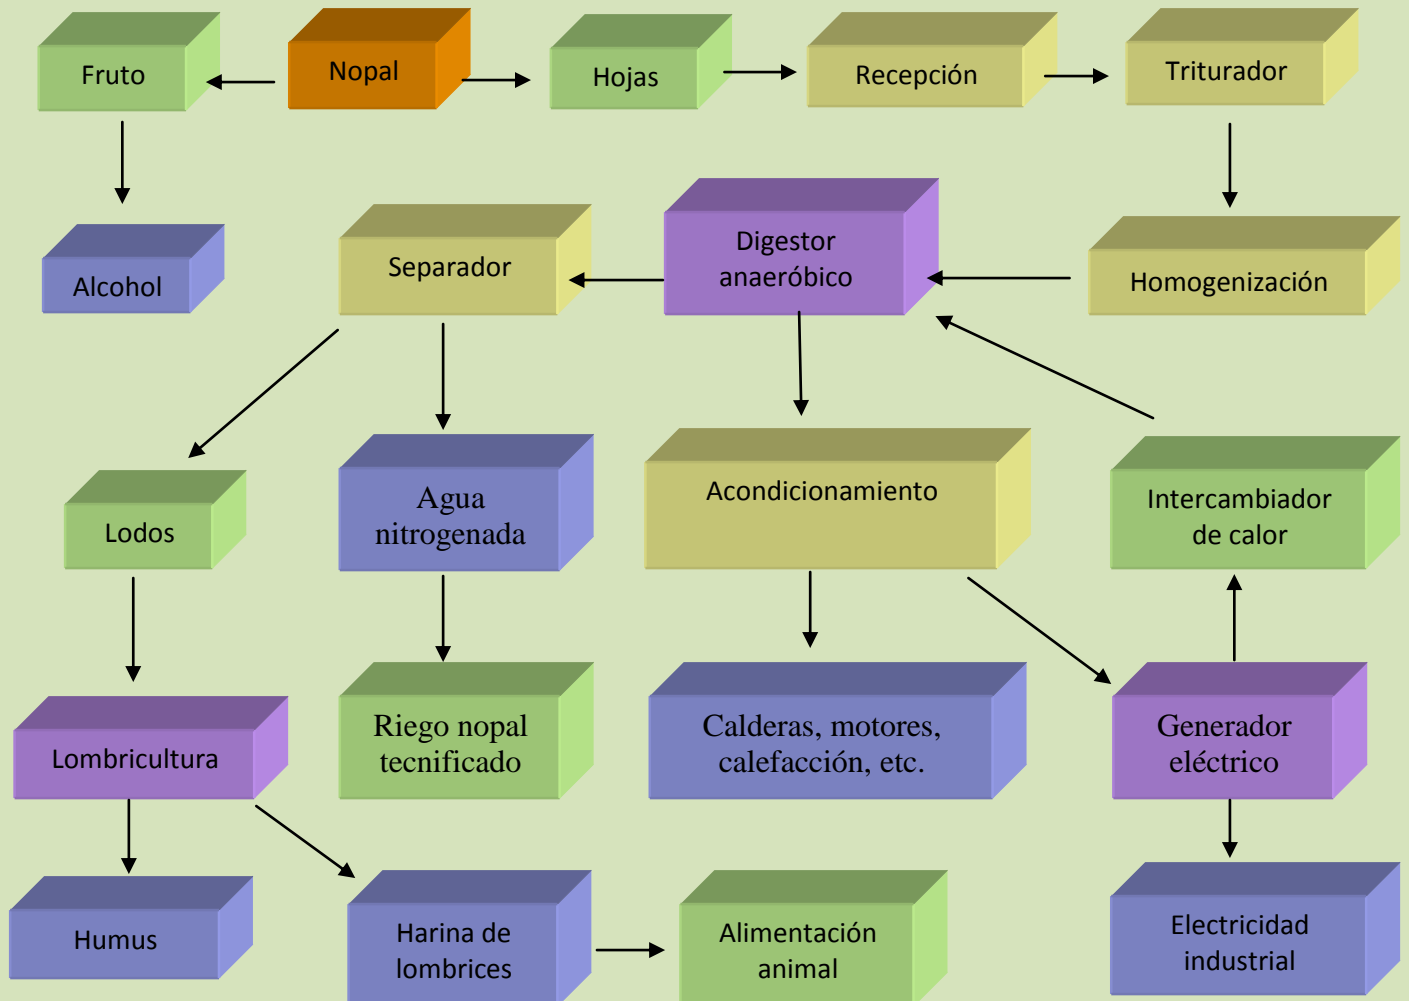 Fruto
Nopal
Hojas
Recepción
Triturador
Alcohol
Separador
Digestor
anaeróbico
Homogenización
Lodos
Agua
nitrogenada
Acondicionamiento
Intercambiador
de calor
Lombricultura
Riego nopal
tecnificado
Calderas, motores,
calefacción, etc.
Generador
eléctrico
Humus
Harina de
lombrices
Alimentación
animal
Electricidad
industrial